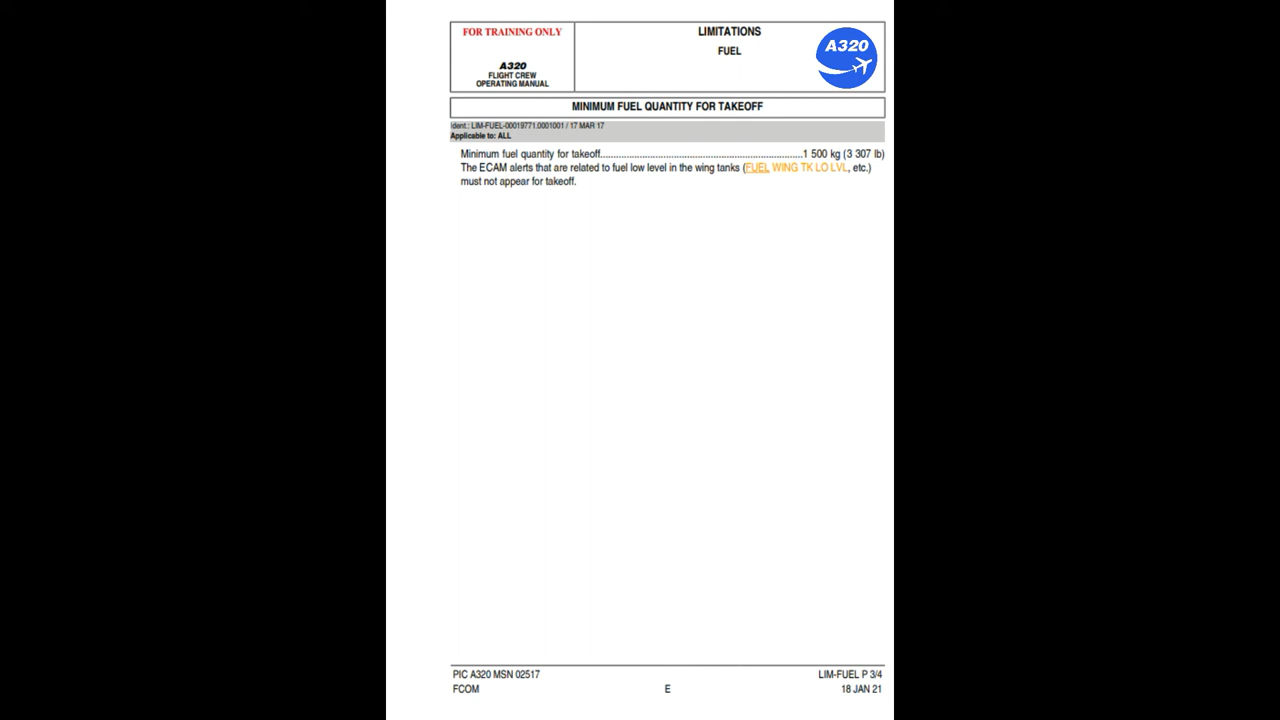 FOR TRAINING ONLY
A320
FLIGHT CREW
OPERATING MANUAL
LIMITATIONS
FUEL
A320
MINIMUM FUEL QUANTITY FOR TAKEOFF
Ident.: LIM-FUEL-00019771.0001001 / 17 MAR 17
Applicable to: ALL
Minimum fuel quantity for takeoff..........................................................................1 500 kg (3 307 lb)
The ECAM alerts that are related to fuel low level in the wing tanks (FUEL WING TK LO LVL, etc.)
must not appear for takeoff.
PIC A320 MSN 02517
LIM-FUEL P 3/4
FCOM
E
18 JAN 21